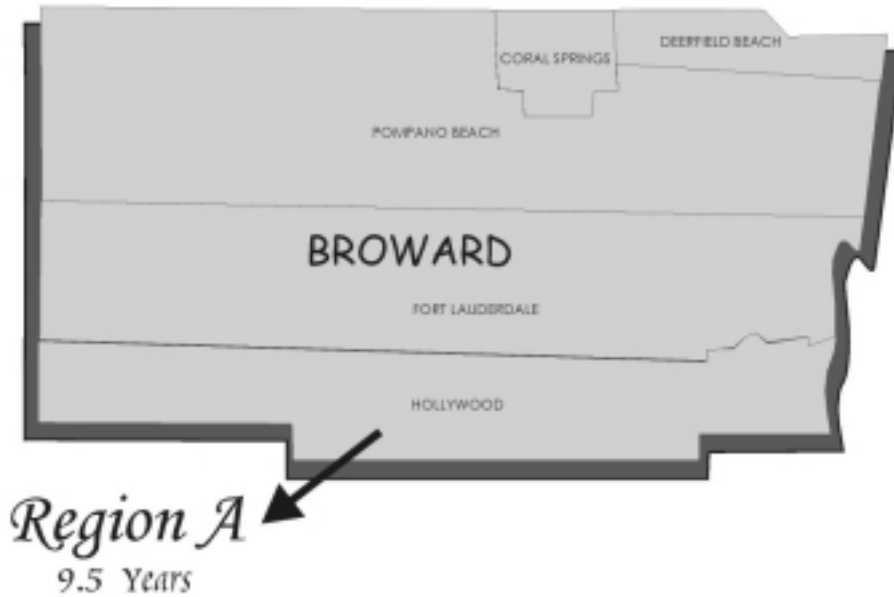 DEERFIELD BEACH
CORAL SPRINGS
POMPANO BEACH
BROWARD
FORT LAUDERDALE
HOLLYWOOD
Region A
9.5 Years